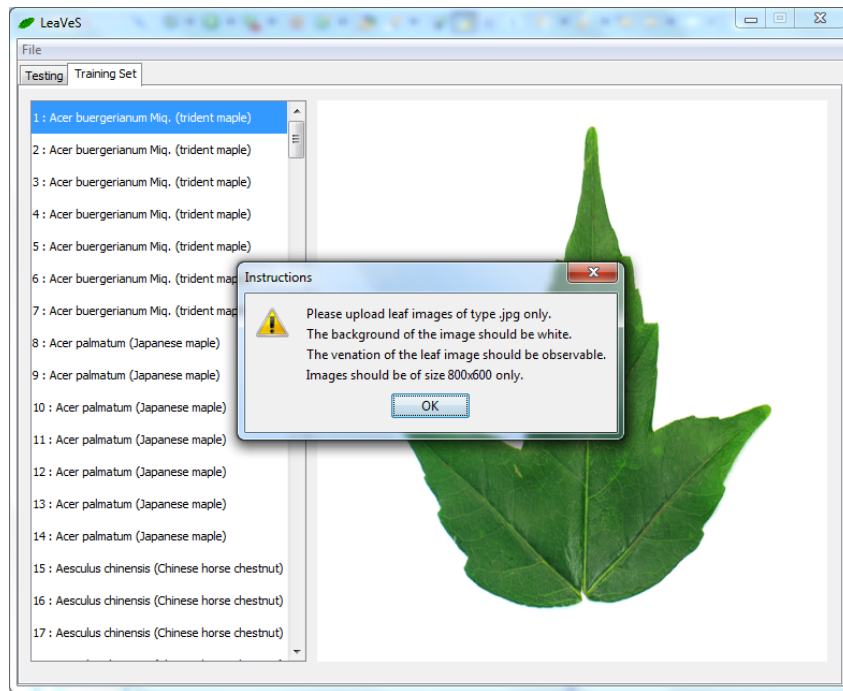 LeaVeS
File
Testing
Training Set
1 : Acer buergerianum Miq. (trident maple)
2 : Acer buergerianum Miq. (trident maple)
3 : Acer buergerianum Miq. (trident maple)
4 : Acer buergerianum Miq. (trident maple)
5 : Acer buergerianum Miq. (trident maple)
6 : Acer buergerianum Miq. (trident map
7 : Acer buergerianum Miq. (trident map
8 : Acer palmatum (Japanese maple)
9 : Acer palmatum (Japanese maple)
10 : Acer palmatum (Japanese maple)
11 : Acer palmatum (Japanese maple)
12 : Acer palmatum (Japanese maple)
13 : Acer palmatum (Japanese maple)
14 : Acer palmatum (Japanese maple)
15 : Aesculus chinensis (Chinese horse chestnut)
16 : Aesculus chinensis (Chinese horse chestnut)
17 : Aesculus chinensis (Chinese horse chestnut)
Instructions
Please upload leaf images of type .jpg only.
The background of the image should be white.
The venation of the leaf image should be observable.
Images should be of size 800x600 only.
OK